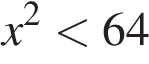 x² < 64